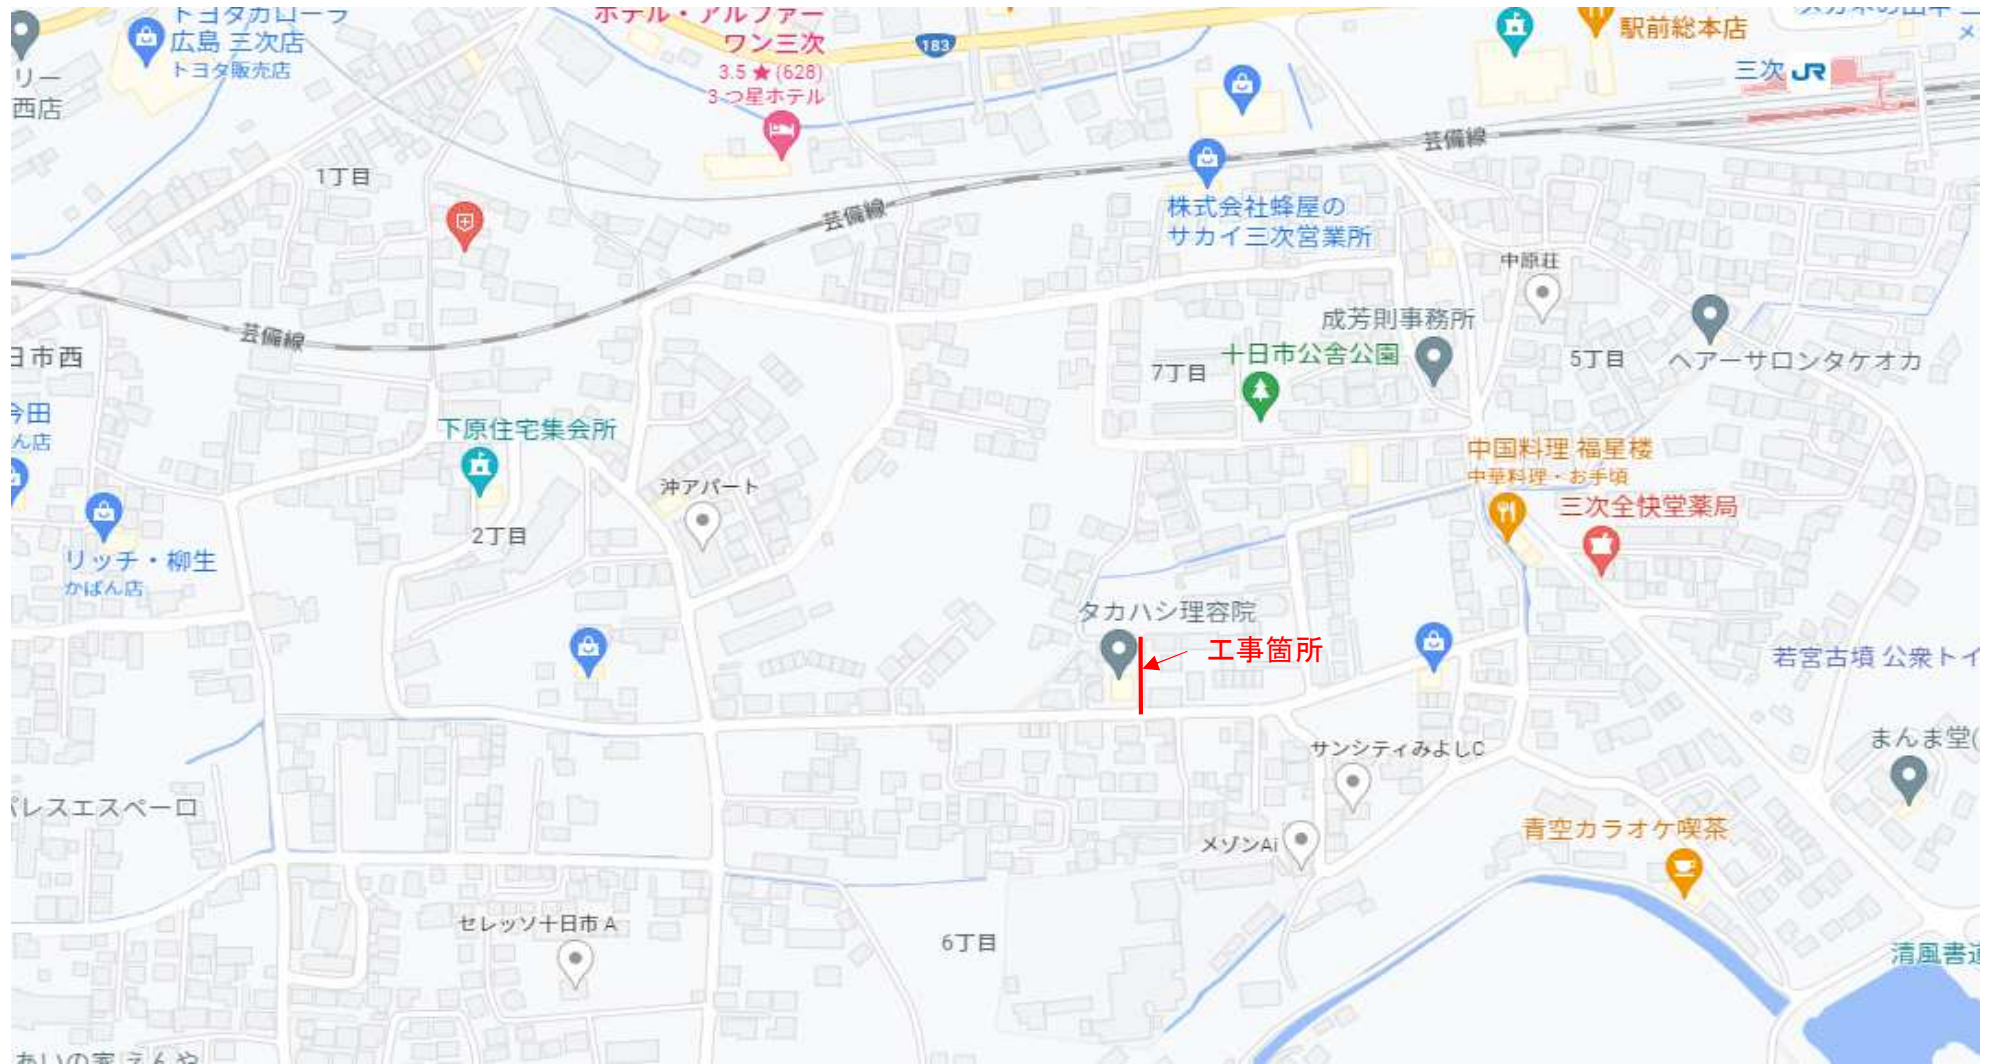 トヨタカローラ
広島 三次店
トヨタ販売店
ホテル・アルファー
ワン三次
3.5 ★ (628)
3つ星ホテル
183
駅前総本店
三次 JR
リー
西店
芸備線
1丁目
芸備線
株式会社蜂屋の
サカイ三次営業所
中原荘
芸備線
成芳則事務所
十日市公舎公園
7丁目
5丁目
ヘアーサロンタケオカ
日市西
今田
ん店
下原住宅集会所
中国料理 福星楼
中華料理・お手頃
沖アパート
三次全快堂薬局
2丁目
リッチ・柳生
かばん店
タカハシ理容院
工事箇所
若宮古墳 公衆トイ
サンシティみよしC
まんま堂(
パレスエスペーロ
青空カラオケ喫茶
メゾンAi
セレッソ十日市 A
6丁目
清風書道
あいの家 えんや